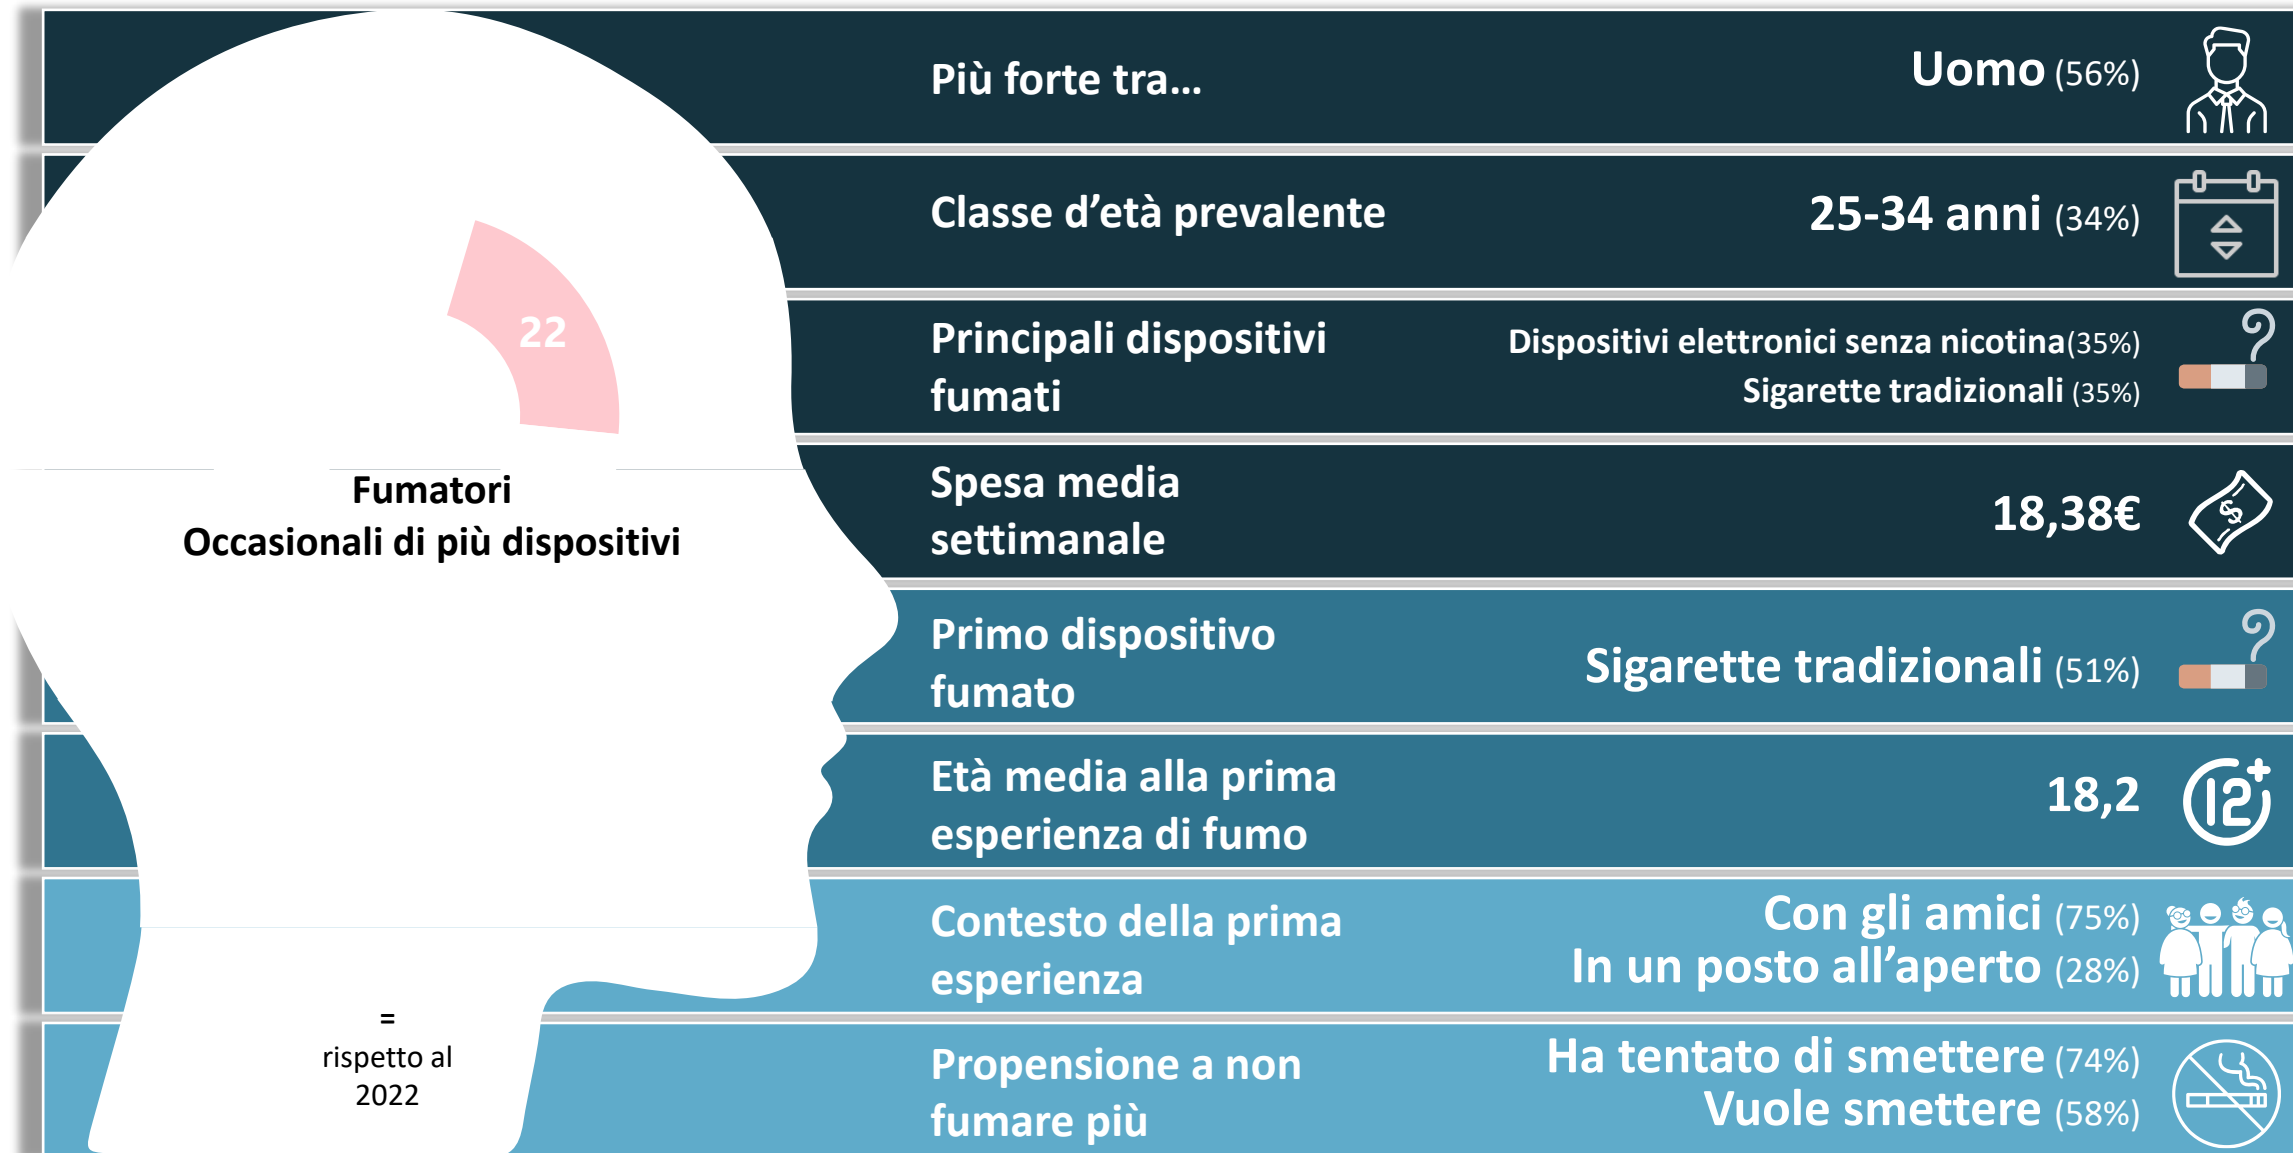 22
Fumatori
Occasionali di più dispositivi
=
rispetto al
2022
Più forte tra...
Uomo (56%)
Classe d'età prevalente
25-34 anni (34%)
Principali dispositivi
fumati
Dispositivi elettronici senza nicotina(35%)
Sigarette tradizionali (35%)
Spesa media
settimanale
18,38€
$
Primo dispositivo
fumato
Sigarette tradizionali (51%)
Età media alla prima
esperienza di fumo
18,2
12+
Contesto della prima
esperienza
Con gli amici (75%)
In un posto all'aperto (28%)
Propensione a non
fumare più
Ha tentato di smettere (74%)
Vuole smettere (58%)